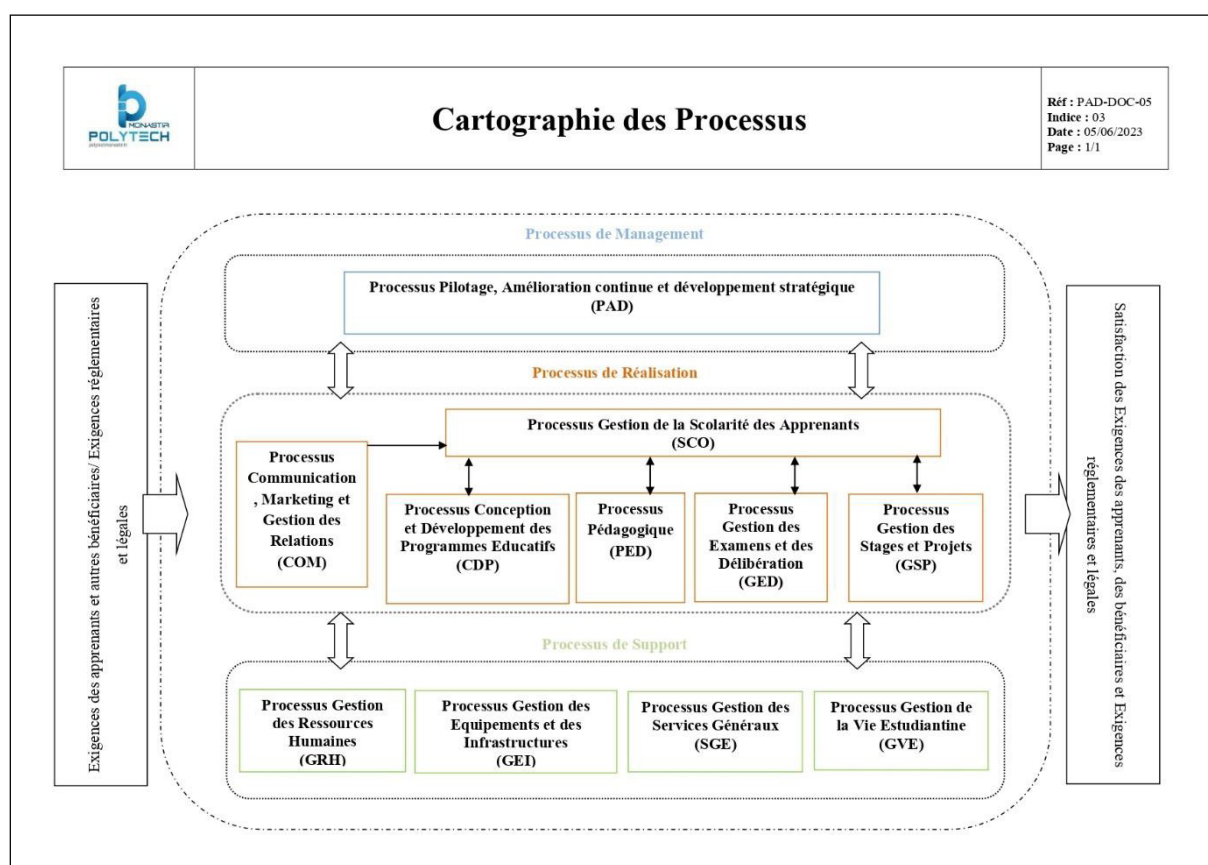 MONASTIR
POLYTECH
Cartographie des Processus
Réf : PAD-DOC-05
Indice : 03
Date : 05/06/2023
Page : 1/1
Exigences des apprenants et autres bénéficiaires/ Exigences réglementaires
et légales
Processus de Management
Processus Pilotage, Amélioration continue et développement stratégique
(PAD)
Processus de Réalisation
Processus Gestion de la Scolarité des Apprenants
(SCO)
Processus
Communication
, Marketing et
Gestion des
Relations
(COM)
Processus Conception
et Développement des
Programmes Educatifs
(CDP)
Processus
Pédagogique
(PED)
Processus
Gestion des
Examens et des
Délibération
(GED)
Processus
Gestion des
Stages et Projets
(GSP)
Processus de Support
Processus Gestion
des Ressources
Humaines
(GRH)
Processus Gestion des
Equipements et des
Infrastructures
(GEI)
Processus Gestion des
Services Généraux
(SGE)
Processus Gestion de
la Vie Estudiantine
(GVE)
Satisfaction des Exigences des apprenants, des bénéficiaires et Exigences
réglementaires et légales